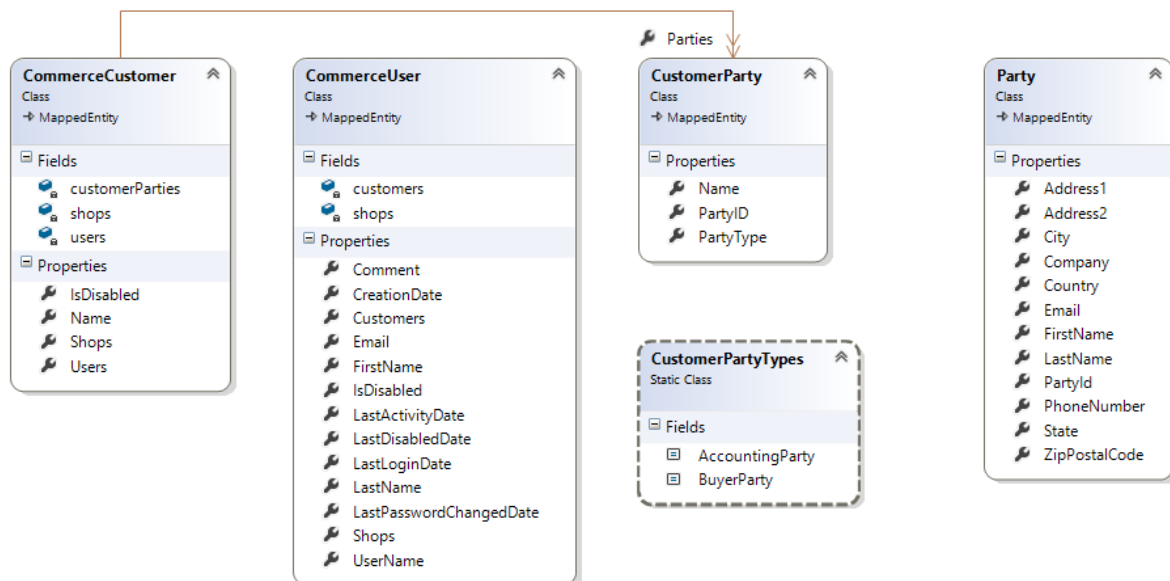 Parties
CommerceCustomer
Class
MappedEntity
Fields
customerParties
shops
users
Properties
IsDisabled
Name
Shops
Users
CommerceUser
Class
MappedEntity
Fields
customers
shops
Properties
Comment
CreationDate
Customers
Email
FirstName
IsDisabled
LastActivityDate
LastDisabledDate
LastLoginDate
LastName
LastPasswordChangedDate
Shops
UserName
CustomerParty
Class
MappedEntity
Properties
Name
PartyID
PartyType
CustomerPartyTypes
Static Class
Fields
AccountingParty
BuyerParty
Party
Class
MappedEntity
Properties
Address1
Address2
City
Company
Country
Email
FirstName
LastName
PartyId
PhoneNumber
State
ZipPostalCode